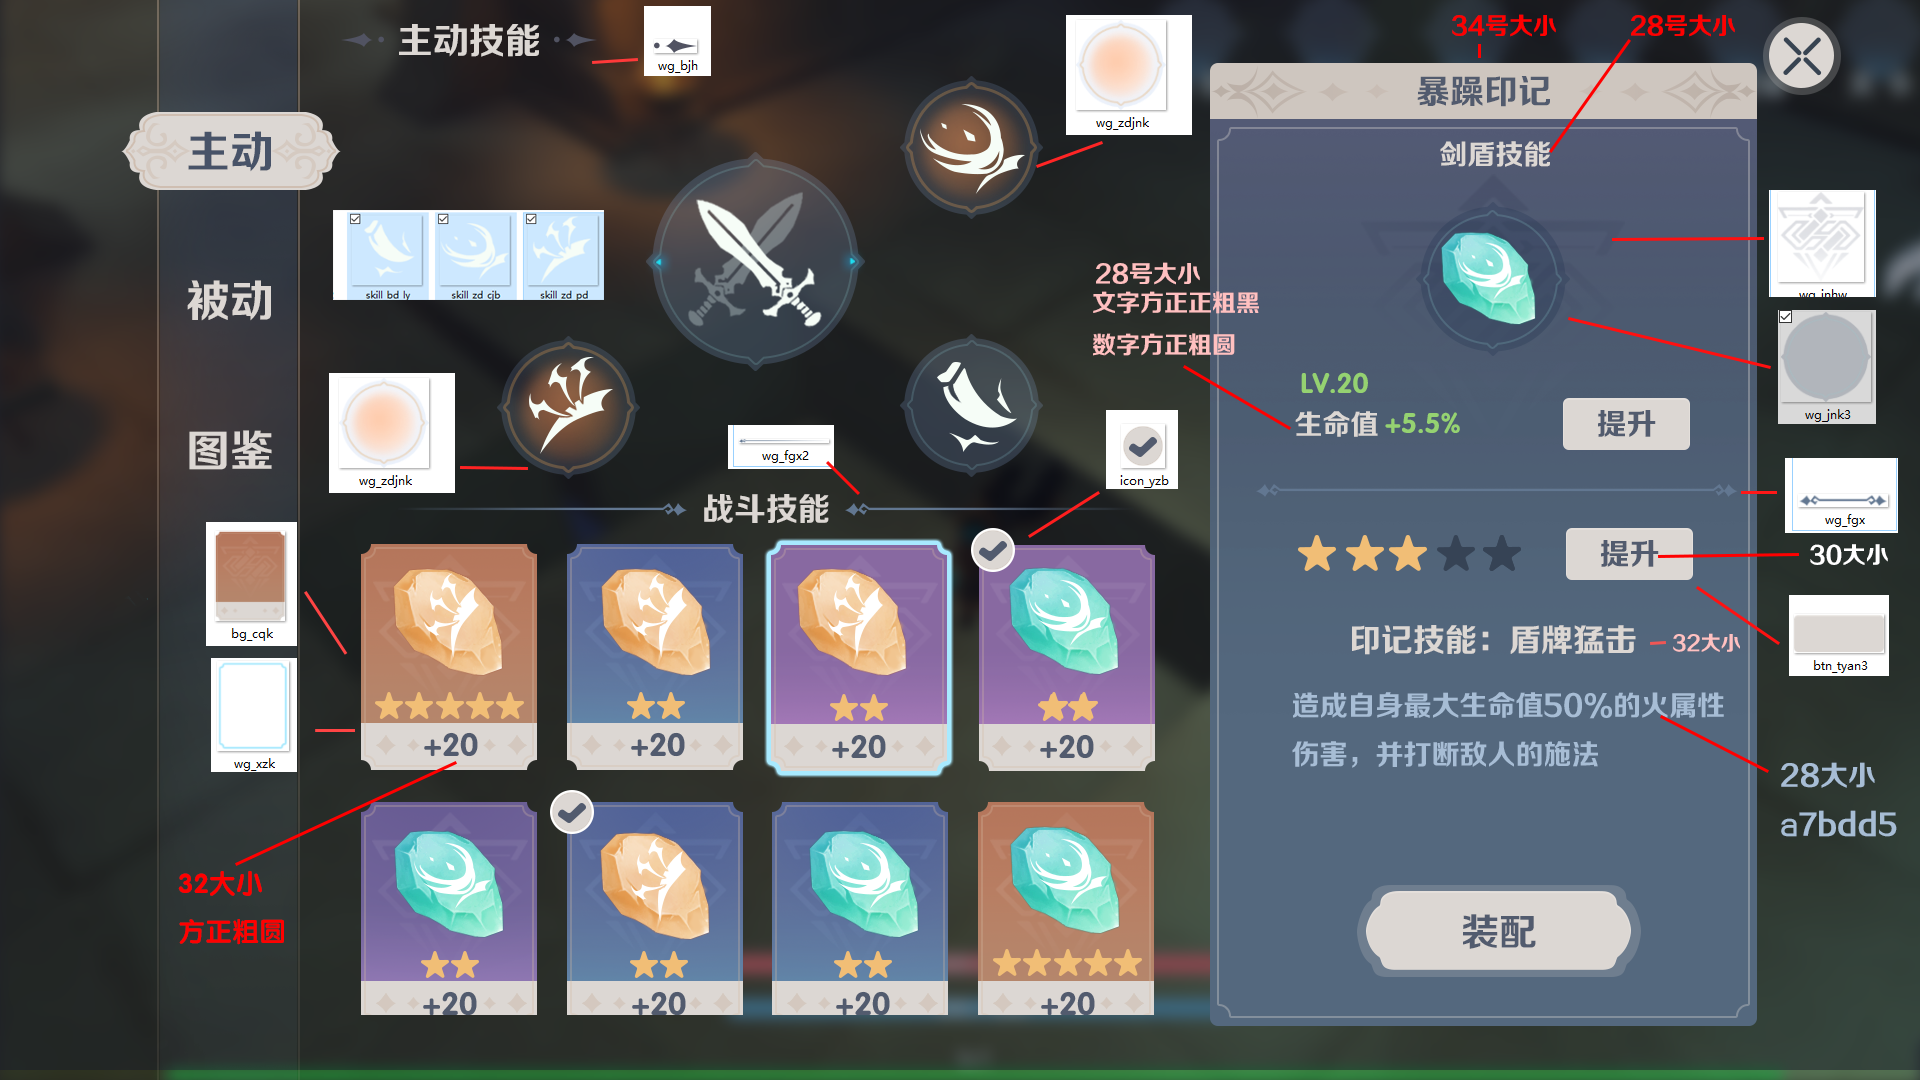 主动技能
wg_bjh
wg_zdjnk
34号大小
28号大小
暴躁印记
主动
剑盾技能
skill bd ly
skill zd cjb
skill zd pd
被动
28号大小
文字方正正粗黑
数字方正粗圆
wg_jnhw
wg_jnk3
LV.20
生命值 +5.5%
提升
图鉴
wg_zdjnk
wg_fgx2
icon_yzb
战斗技能
wg_fgx
30大小
提升
bg_cqk
wg_xzk
+20
+20
+20
+20
印记技能：盾牌猛击
32大小
btn_tyan3
造成自身最大生命值50%的火属性
伤害，并打断敌人的施法
28大小
a7bdd5
32大小
方正粗圆
+20
+20
+20
+20
装配